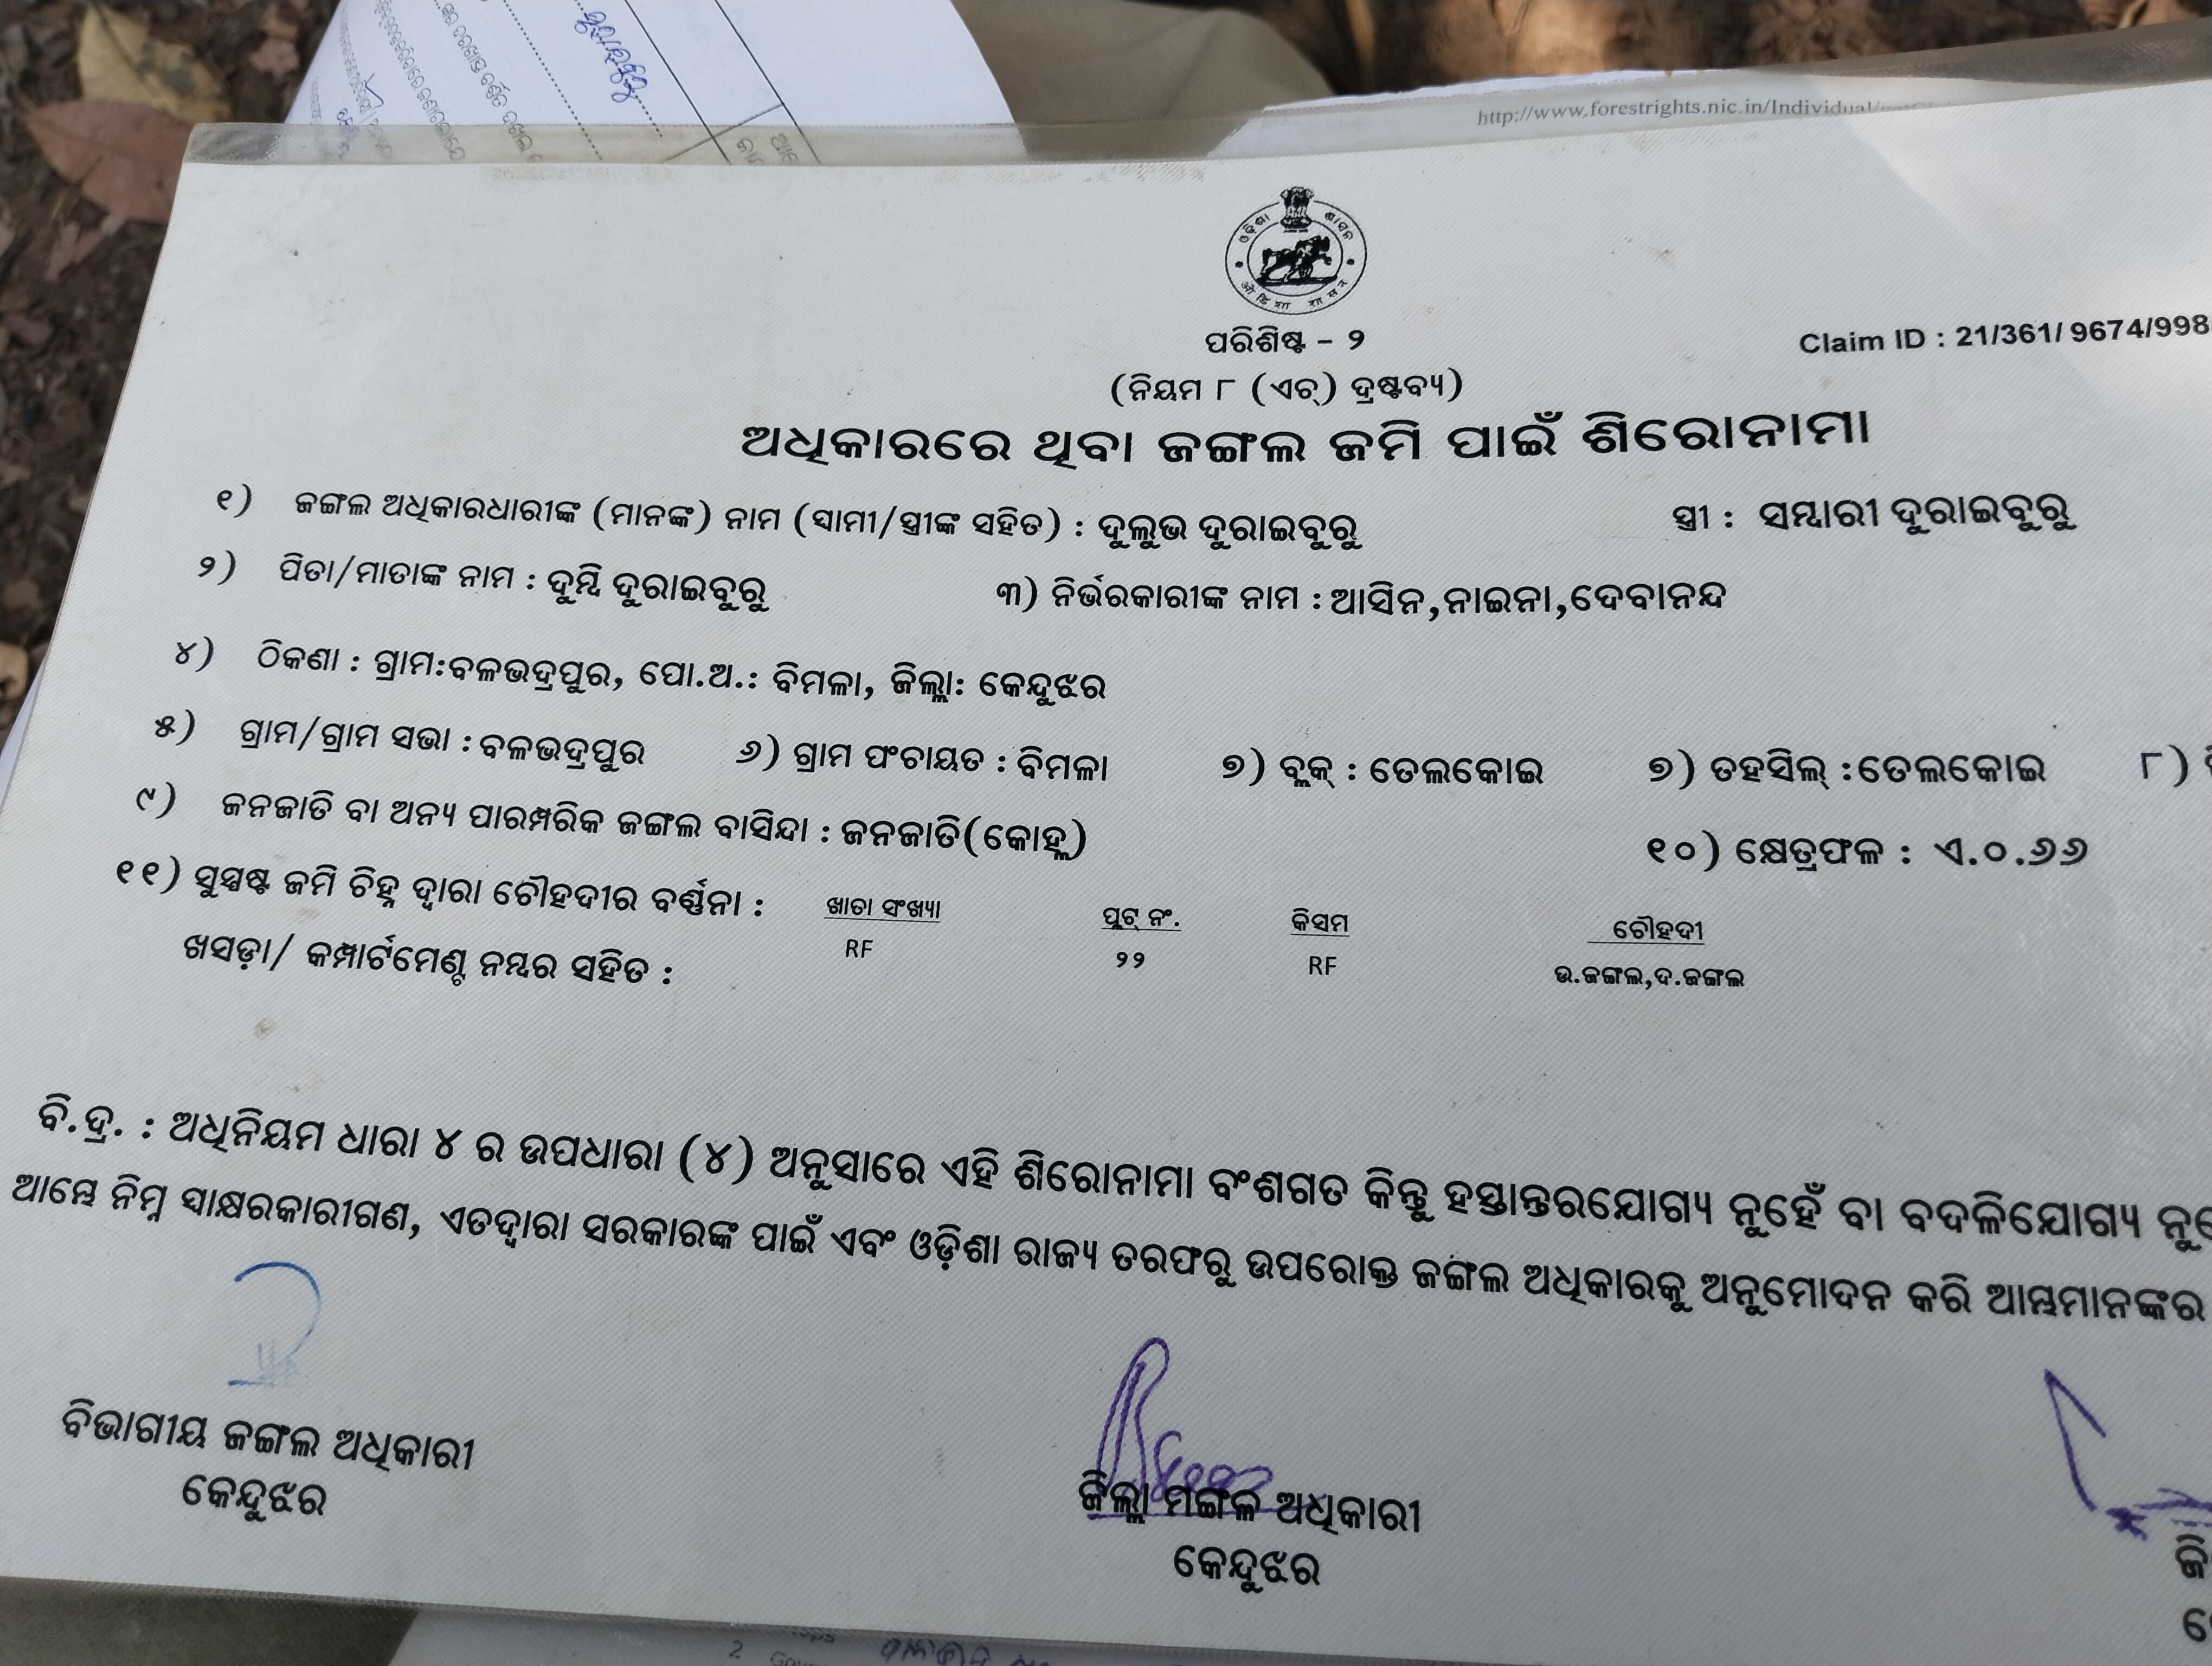 http://www.forestrights.nic.in/Individual/
ଓଡ଼ିଶା ଶାସନ
ओडिशा शासन
ପରିଶିଷ୍ଟ – ୨
Claim ID : 21/361/ 9674/998
(ନିୟମ ୮ (ଏଚ୍) ଦ୍ରଷ୍ଟବ୍ୟ)
ଅଧିକାରରେ ଥିବା ଜଙ୍ଗଲ ଜମି ପାଇଁ ଶିରୋନାମା
୧) ଜଙ୍ଗଲ ଅଧିକାରଧାରୀଙ୍କ (ମାନଙ୍କ) ନାମ (ସ୍ବାମୀ/ସ୍ତ୍ରୀଙ୍କ ସହିତ) : ଦୁଲୁଭ ଦୁରାଇବୁରୁ ସ୍ତ୍ରୀ : ସମ୍ବାରୀ ଦୁରାଇବୁରୁ
୨) ପିତା/ମାତାଙ୍କ ନାମ : ଦୁମ୍ବି ଦୁରାଇବୁରୁ ୩) ନିର୍ଭରକାରୀଙ୍କ ନାମ : ଆସିନ,ନାଇନା,ଦେବାନନ୍ଦ
୪) ଠିକଣା : ଗ୍ରାମ:ବଳଭଦ୍ରପୁର, ପୋ.ଅ.: ବିମଳା, ଜିଲ୍ଲା: କେନ୍ଦୁଝର
୫) ଗ୍ରାମ/ଗ୍ରାମ ସଭା : ବଳଭଦ୍ରପୁର ୬) ଗ୍ରାମ ପଂଚାୟତ : ବିମଳା ୭) ବ୍ଲକ୍ : ତେଲକୋଇ ୭) ତହସିଲ୍ :ତେଲକୋଇ ୮)
୯) ଜନଜାତି ବା ଅନ୍ୟ ପାରମ୍ପରିକ ଜଙ୍ଗଲ ବାସିନ୍ଦା : ଜନଜାତି(କୋହ୍ଲ) ୧୦) କ୍ଷେତ୍ରଫଳ : ଏ.୦.୬୬
୧୧) ସୁସ୍ପଷ୍ଟ ଜମି ଚିହ୍ନ ଦ୍ୱାରା ଚୌହଦୀର ବର୍ଣ୍ଣନା : ଖାତା ସଂଖ୍ୟା ପ୍ଲଟ୍ ନଂ. କିସମ ଚୌହଦୀ
ଖସଡ଼ା/ କମ୍ପାର୍ଟମେଣ୍ଟ ନମ୍ବର ସହିତ : RF ୨୨ RF ଉ.ଜଙ୍ଗଲ,ଦ.ଜଙ୍ଗଲ
ବି.ଦ୍ର. : ଅଧିନିୟମ ଧାରା ୪ ର ଉପଧାରା (୪) ଅନୁସାରେ ଏହି ଶିରୋନାମା ବଂଶଗତ କିନ୍ତୁ ହସ୍ତାନ୍ତରଯୋଗ୍ୟ ନୁହେଁ ବା ବଦଳିଯୋଗ୍ୟ
ଆମ୍ଭେ ନିମ୍ନ ସ୍ୱାକ୍ଷରକାରୀଗଣ, ଏତଦ୍ୱାରା ସରକାରଙ୍କ ପାଇଁ ଏବଂ ଓଡ଼ିଶା ରାଜ୍ୟ ତରଫରୁ ଉପରୋକ୍ତ ଜଙ୍ଗଲ ଅଧିକାରକୁ ଅନୁମୋଦନ କରି ଆମ୍ଭମାନଙ୍କର
ବିଭାଗୀୟ ଜଙ୍ଗଲ ଅଧିକାରୀ
କେନ୍ଦୁଝର
ଜିଲ୍ଲା ମଙ୍ଗଳ ଅଧିକାରୀ
କେନ୍ଦୁଝର